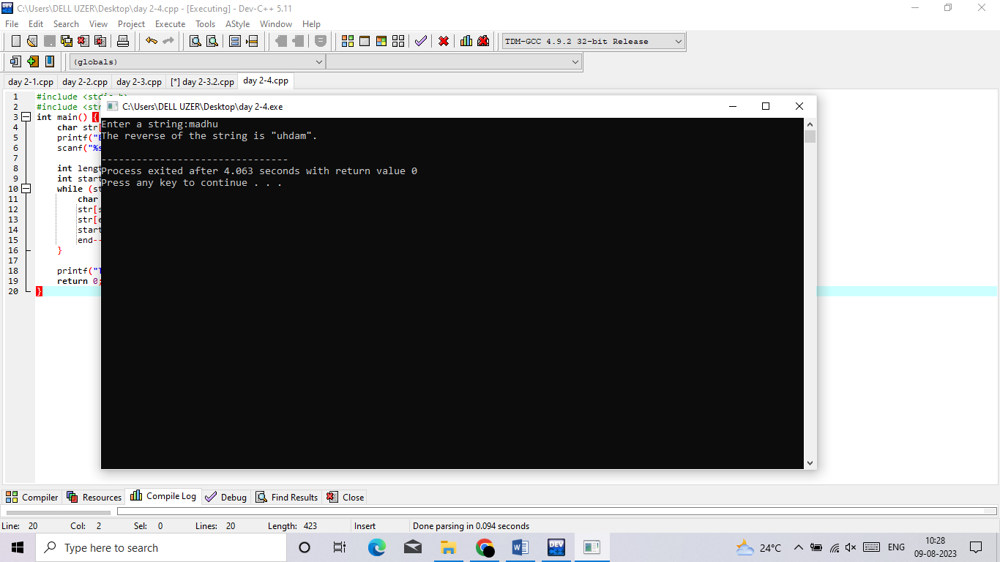 C:\Users\DELL UZER\Desktop\day 2-4.cpp - [Executing] - Dev-C++ 5.11
File Edit Search View Project Execute Tools AStyle Window Help
TDM-GCC 4.9.2 32-bit Release
(globals)
day 2-1.cpp day 2-2.cpp day 2-3.cpp [*] day 2-3.2.cpp day 2-4.cpp
1 #include <stdio.h>
2 #include <str
3 int main() {
4 char str[
5 printf("E
6 scanf("%s
7
8 int lengt
9 int start
10 while (st
11 char
12 str[s
13 str[e
14 start
15 end--
16 }
17
18 printf("T
19 return 0;
20 }
C:\Users\DELL UZER\Desktop\day 2-4.exe
Enter a string:madhu
The reverse of the string is "uhdam".
--------------------------------
Process exited after 4.063 seconds with return value 0
Press any key to continue . . .
Compiler Resources Compile Log Debug Find Results Close
Line: 20 Col: 2 Sel: 0 Lines: 20 Length: 423 Insert Done parsing in 0.094 seconds
Type here to search
DEV
24°C
ENG
10:28
09-08-2023